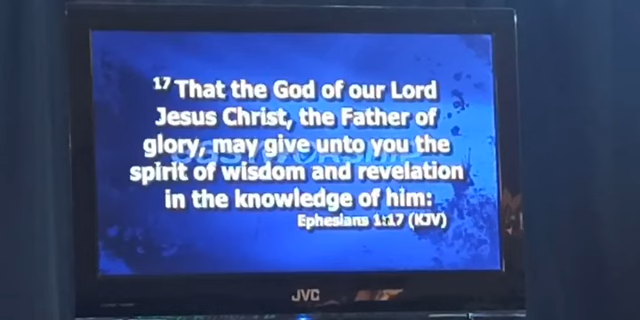 17 That the God of our Lord
Jesus Christ, the Father of
glory, may give unto you the
spirit of wisdom and revelation
in the knowledge of him:
Ephesians 1:17 (KJV)
JVC